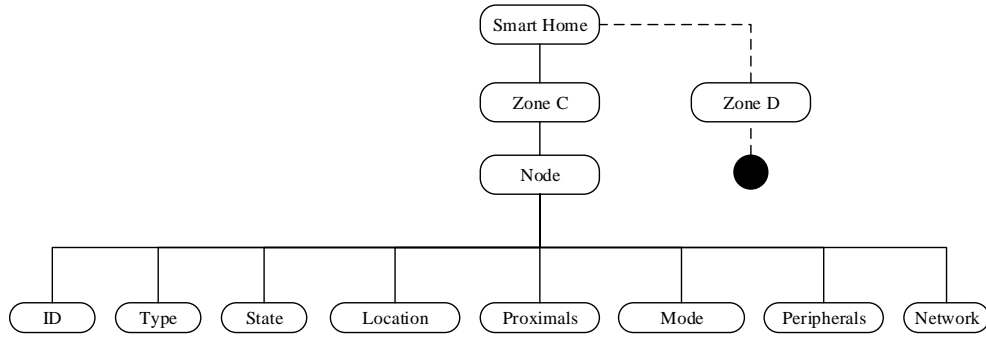 Smart Home
Zone C
Zone D
Node
ID
Type
State
Location
Proximals
Mode
Peripherals
Network